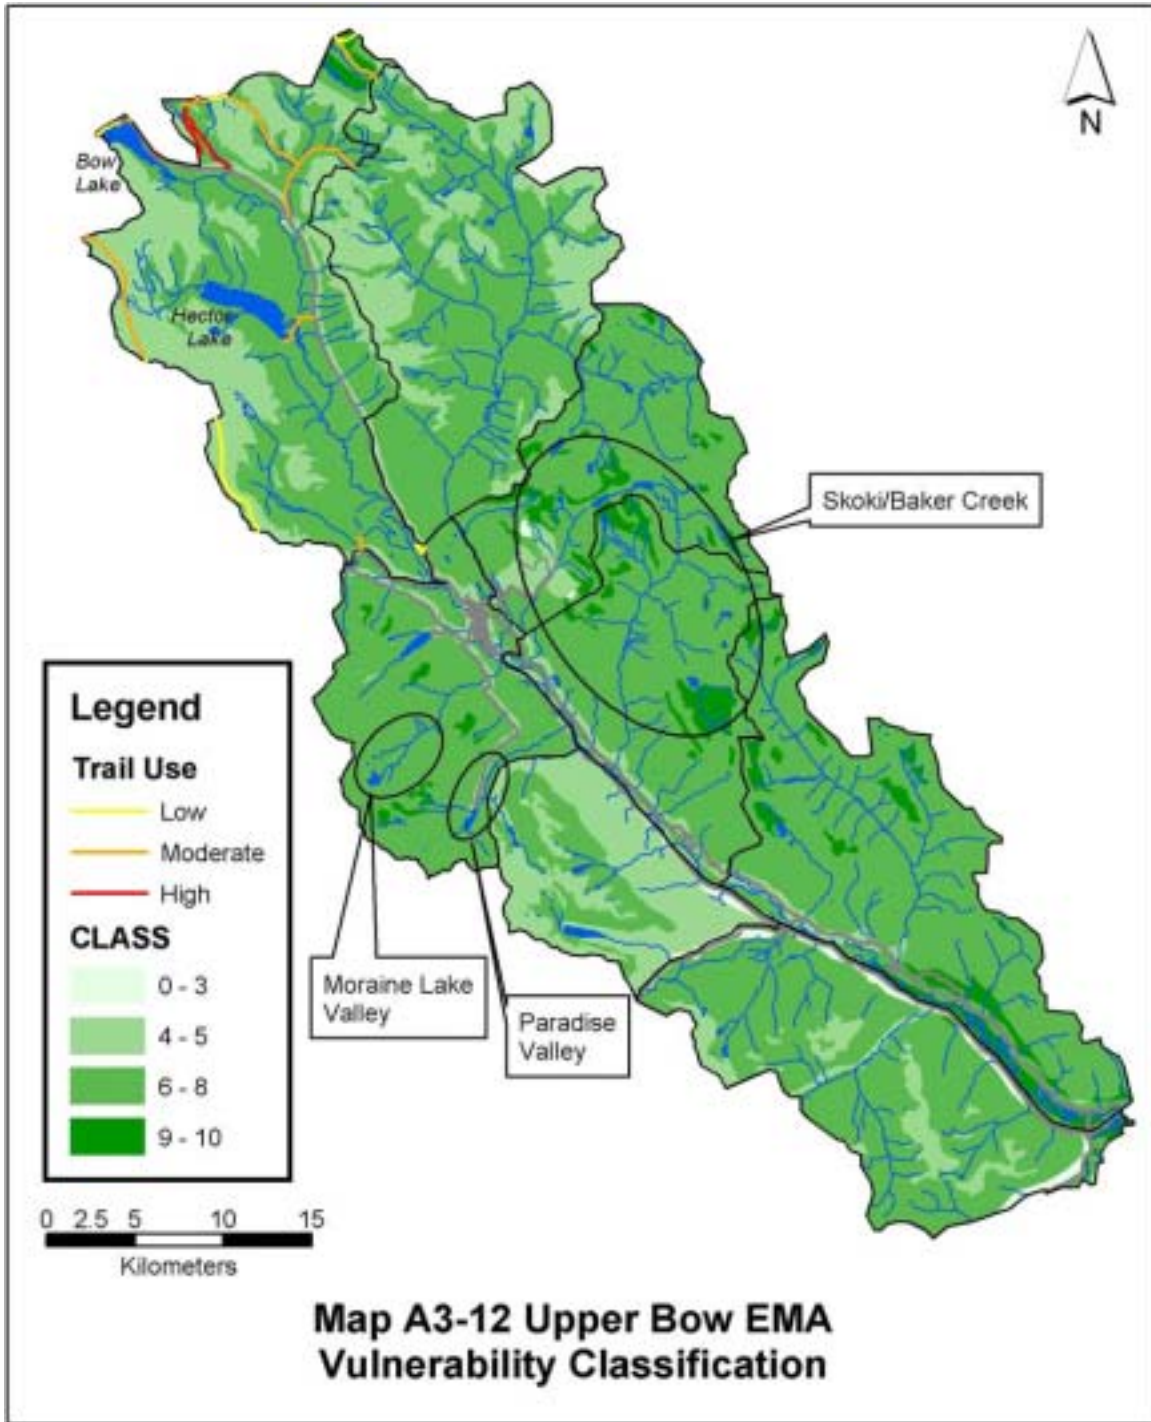 N
Bow
Lake
Hector
Lake
Skoki/Baker Creek
Legend
Trail Use
Low
Moderate
High
CLASS
0 - 3
4 - 5
6 - 8
9 - 10
Moraine Lake
Valley
Paradise
Valley
0 2.5 5 10 15
Kilometers
Map A3-12 Upper Bow EMA
Vulnerability Classification